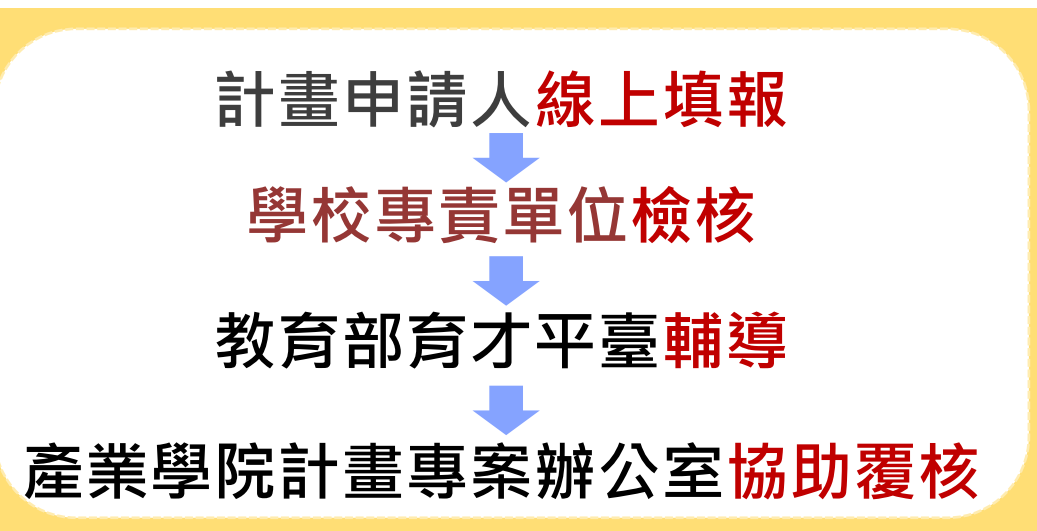 計畫申請人線上填報
學校專責單位檢核
教育部育才平臺輔導
產業學院計畫專案辦公室協助覆核